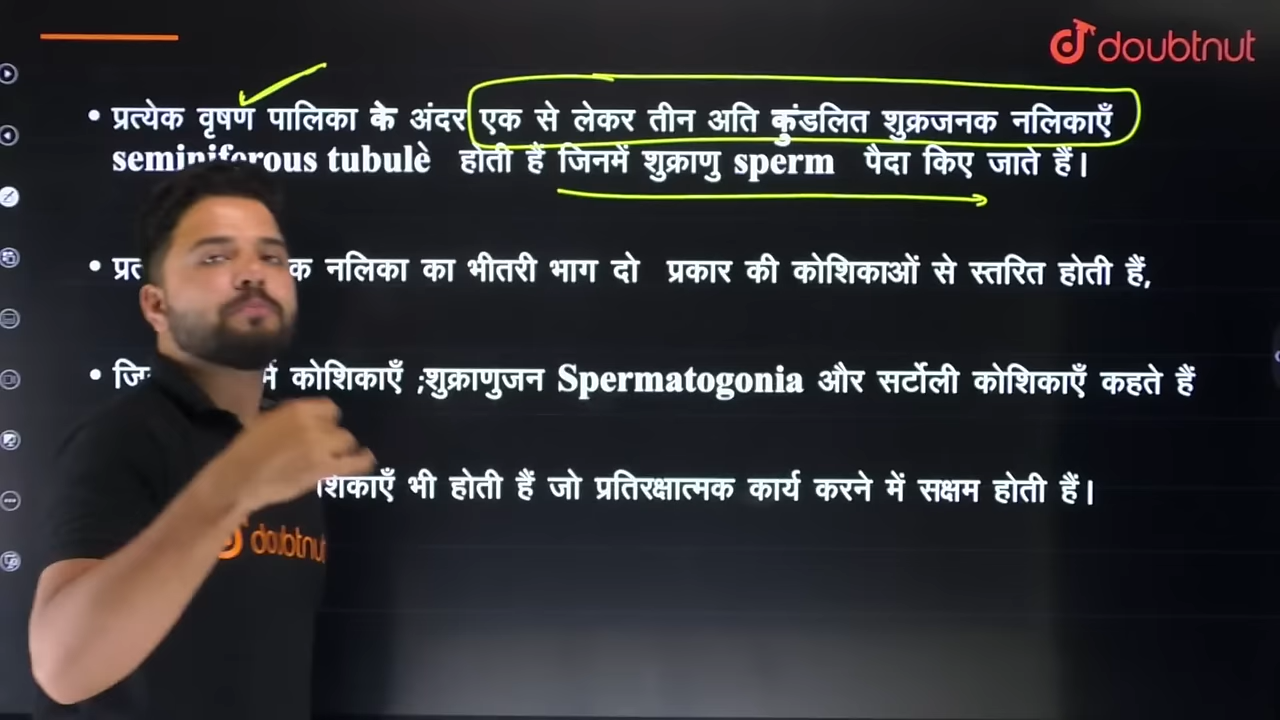 doubtnut
• प्रत्येक वृषण पालिका के अंदर एक से लेकर तीन अति कुंडलित शुक्रजनक नलिकाएँ
seminiferous tubule होती हैं जिनमें शुक्राणु sperm पैदा किए जाते हैं।
• नलिका का भीतरी भाग दो प्रकार की कोशिकाओं से स्तरित होती हैं,
• कोशिकाएँ ;शुक्राणुजन Spermatogonia और सर्टोली कोशिकाएँ कहते हैं
भी होती हैं जो प्रतिरक्षात्मक कार्य करने में सक्षम होती हैं।
doubtnut